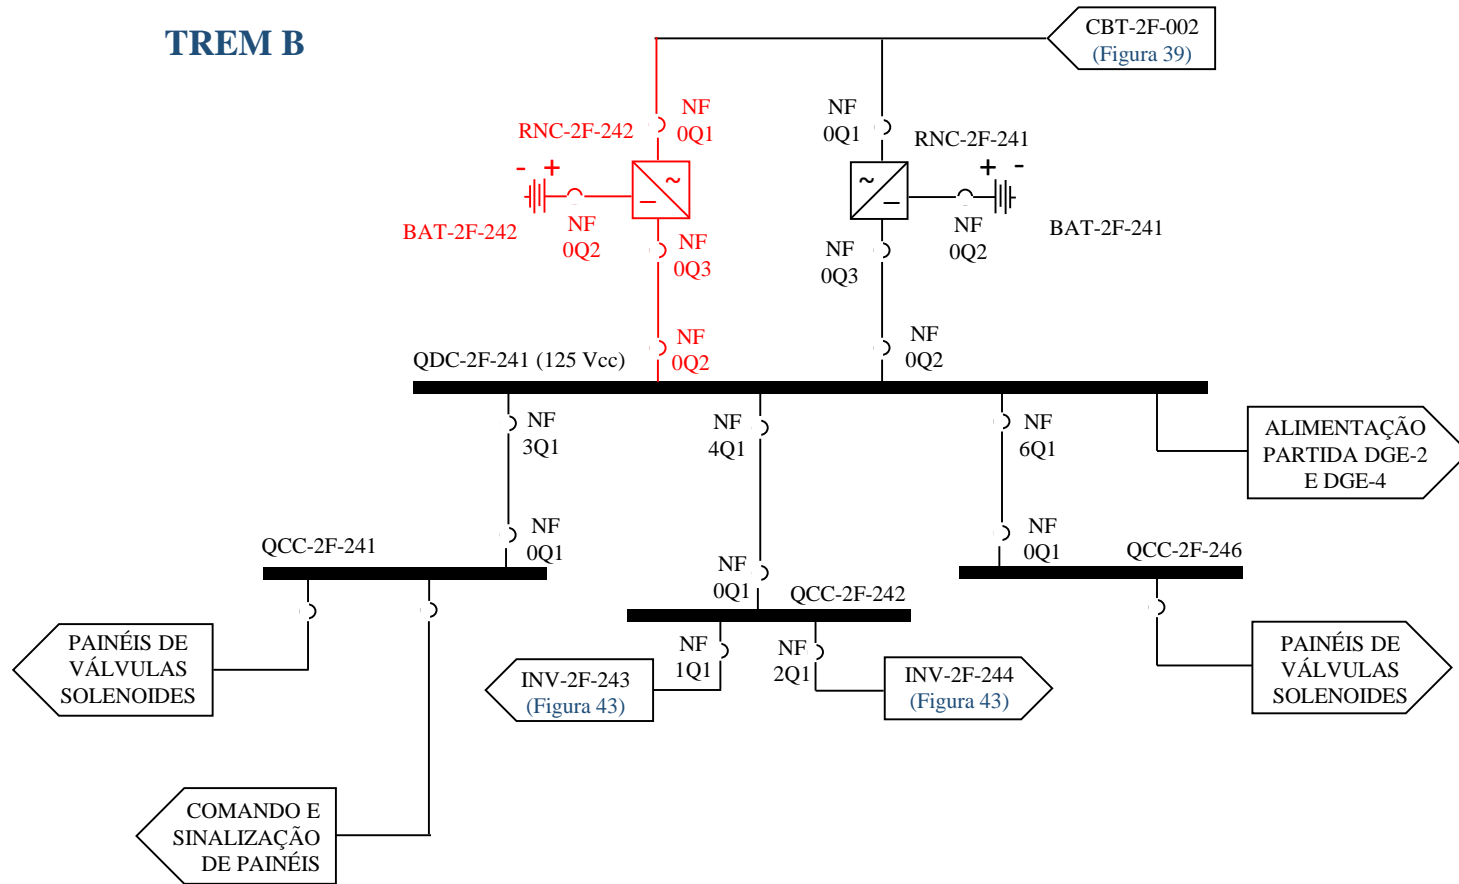 TREM B
CBT-2F-002
(Figura 39)
NF
0Q1
RNC-2F-242
- +
~
–
NF
0Q2
BAT-2F-242
NF
0Q3
NF
0Q2
NF
0Q1
RNC-2F-241
+ -
~
–
NF
0Q2
BAT-2F-241
NF
0Q3
NF
0Q2
QDC-2F-241 (125 Vcc)
NF
3Q1
NF
4Q1
NF
6Q1
ALIMENTAÇÃO
PARTIDA DGE-2
E DGE-4
QCC-2F-241
NF
0Q1
NF
0Q1
QCC-2F-242
NF
0Q1
QCC-2F-246
PAINÉIS DE
VÁLVULAS
SOLENOIDES
INV-2F-243
(Figura 43)
NF
1Q1
NF
2Q1
INV-2F-244
(Figura 43)
PAINÉIS DE
VÁLVULAS
SOLENOIDES
COMANDO E
SINALIZAÇÃO
DE PAINÉIS